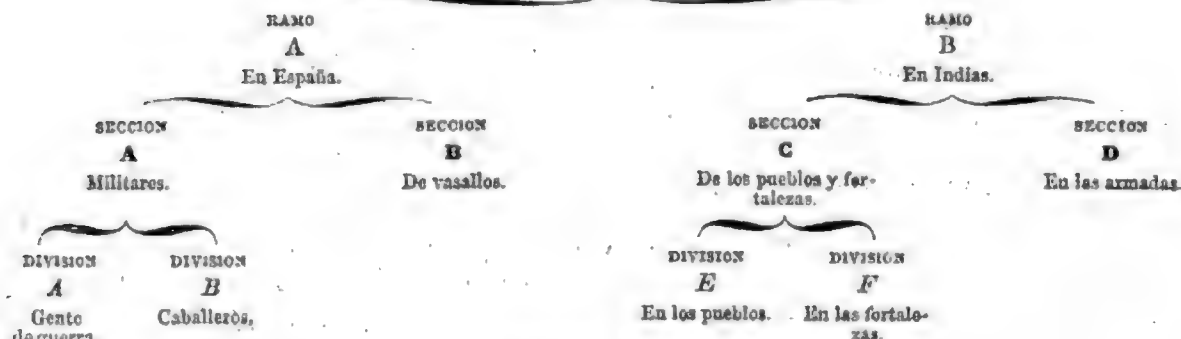 RAMO
A
En España.
RAMO
B
En Indias.
SECCION
A
Militares.
SECCION
B
De vasallos.
SECCION
C
De los pueblos y for-
talezas.
SECCION
D
En las armadas.
DIVISION
A
Gente
de guerra.
DIVISION
B
Caballeros.
DIVISION
E
En los pueblos.
DIVISION
F
En las fortale-
zas.